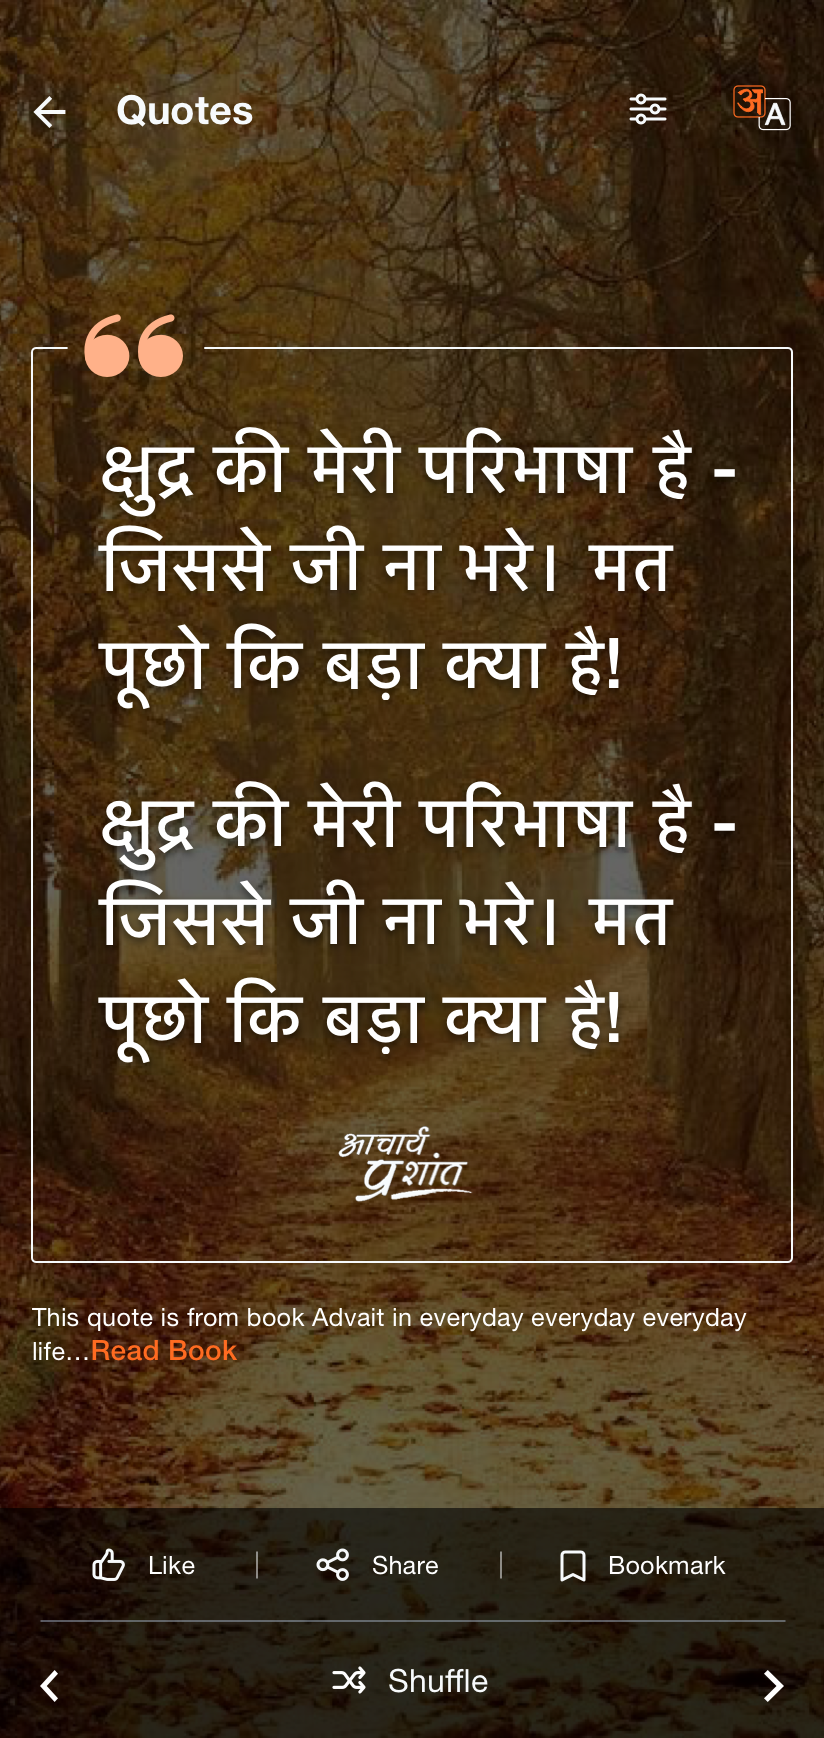 Quotes
अ A
क्षुद्र की मेरी परिभाषा है -
जिससे जी ना भरे। मत
पूछो कि बड़ा क्या है!
क्षुद्र की मेरी परिभाषा है -
जिससे जी ना भरे। मत
पूछो कि बड़ा क्या है!
आचार्य
प्रशांत
This quote is from book Advait in everyday everyday everyday
life...Read Book
Like Share Bookmark
Shuffle